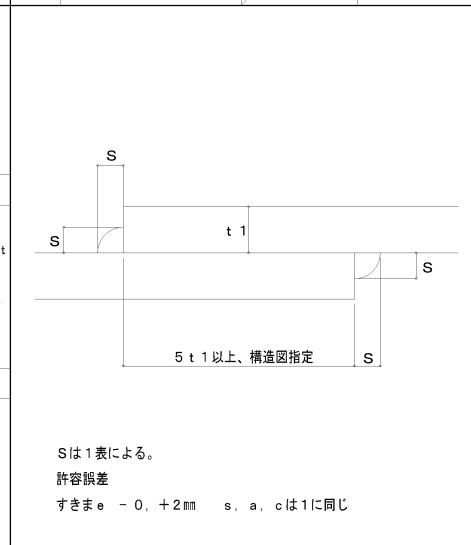 S
S
t 1
t
S
5 t 1 以上、構造図指定
S
Sは1表による。
許容誤差
すきま e － 0, ＋2㎜ s, a, cは1に同じ